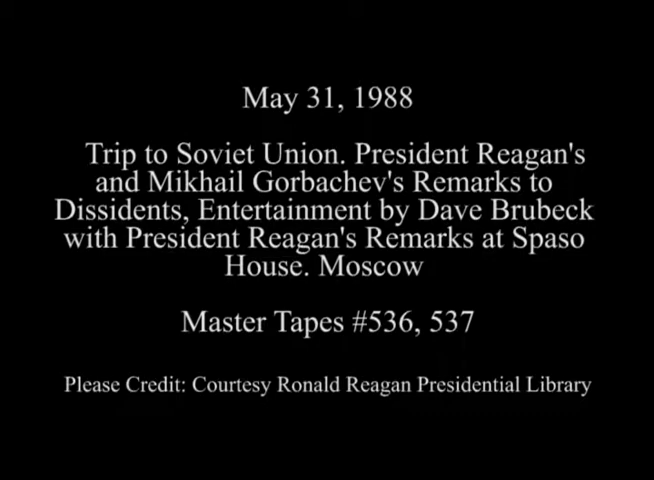 May 31, 1988
Trip to Soviet Union. President Reagan's
and Mikhail Gorbachev's Remarks to
Dissidents, Entertainment by Dave Brubeck
with President Reagan's Remarks at Spaso
House. Moscow
Master Tapes #536, 537
Please Credit: Courtesy Ronald Reagan Presidential Library